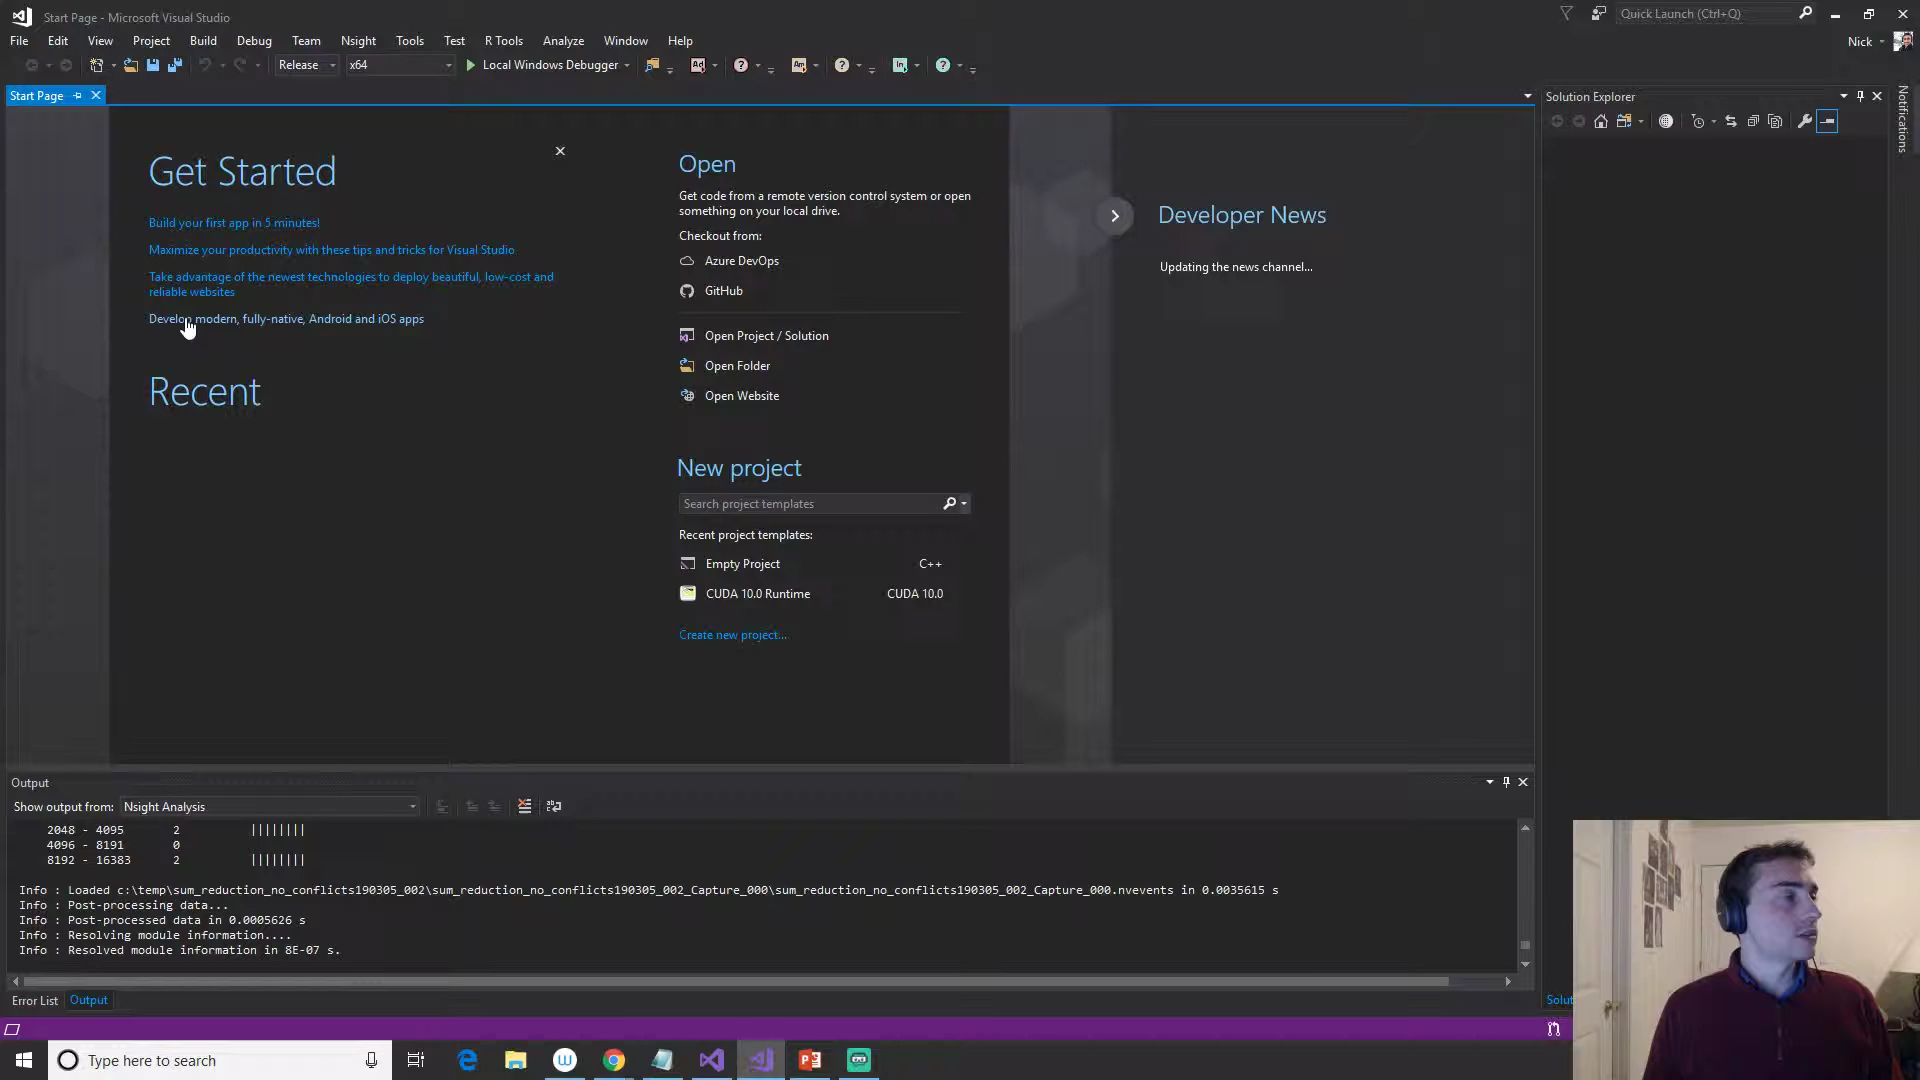 Start Page - Microsoft Visual Studio
Quick Launch (Ctrl+Q)
File Edit View Project Build Debug Team Nsight Tools Test R Tools Analyze Window Help
Nick
Release x64 Local Windows Debugger
Start Page
Solution Explorer
Notifications
Get Started
Build your first app in 5 minutes!
Maximize your productivity with these tips and tricks for Visual Studio
Take advantage of the newest technologies to deploy beautiful, low-cost and
reliable websites
Develop modern, fully-native, Android and iOS apps
Recent
Open
Get code from a remote version control system or open
something on your local drive.
Checkout from:
Azure DevOps
GitHub
Open Project / Solution
Open Folder
Open Website
New project
Search project templates
Recent project templates:
Empty Project C++
CUDA 10.0 Runtime CUDA 10.0
Create new project...
Developer News
Updating the news channel...
Output
Show output from: Nsight Analysis
2048 - 4095 2 ||||||||
4096 - 8191 0
8192 - 16383 2 ||||||||
Info : Loaded c:\temp\sum_reduction_no_conflicts190305_002\sum_reduction_no_conflicts190305_002_Capture_000\sum_reduction_no_conflicts190305_002_Capture_000.nvevents in 0.0035615 s
Info : Post-processing data...
Info : Post-processed data in 0.0005626 s
Info : Resolving module information....
Info : Resolved module information in 8E-07 s.
Error List Output
Solut
Type here to search